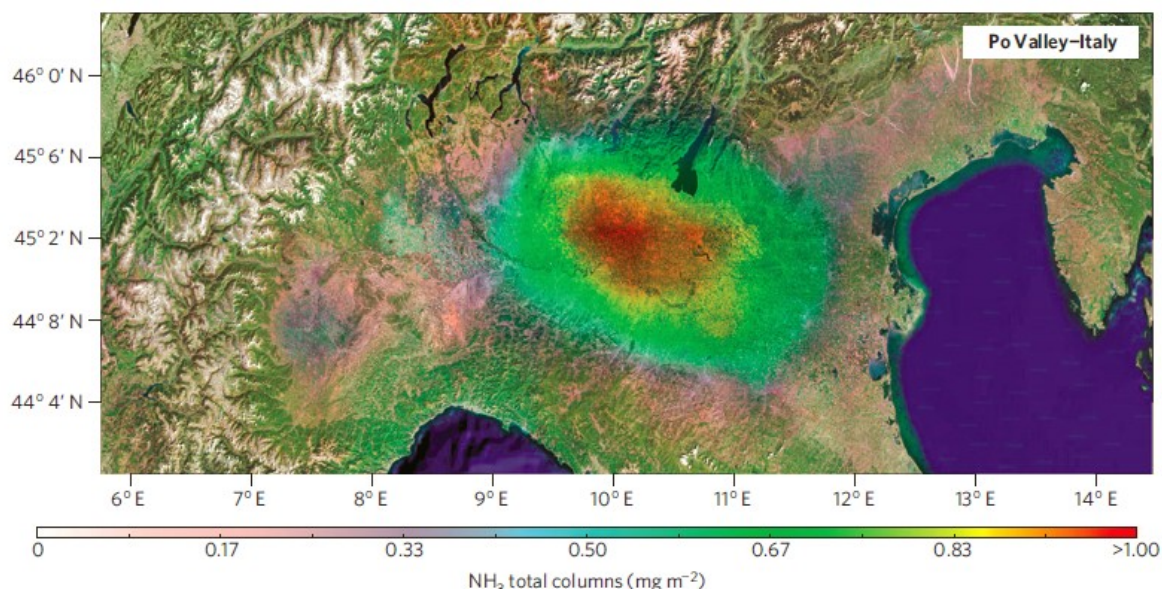 Po Valley–Italy
46° 0′ N
45° 6′ N
45° 2′ N
44° 8′ N
44° 4′ N
6° E 7° E 8° E 9° E 10° E 11° E 12° E 13° E 14° E
0 0.17 0.33 0.50 0.67 0.83 >1.00
NH₃ total columns (mg m⁻²)